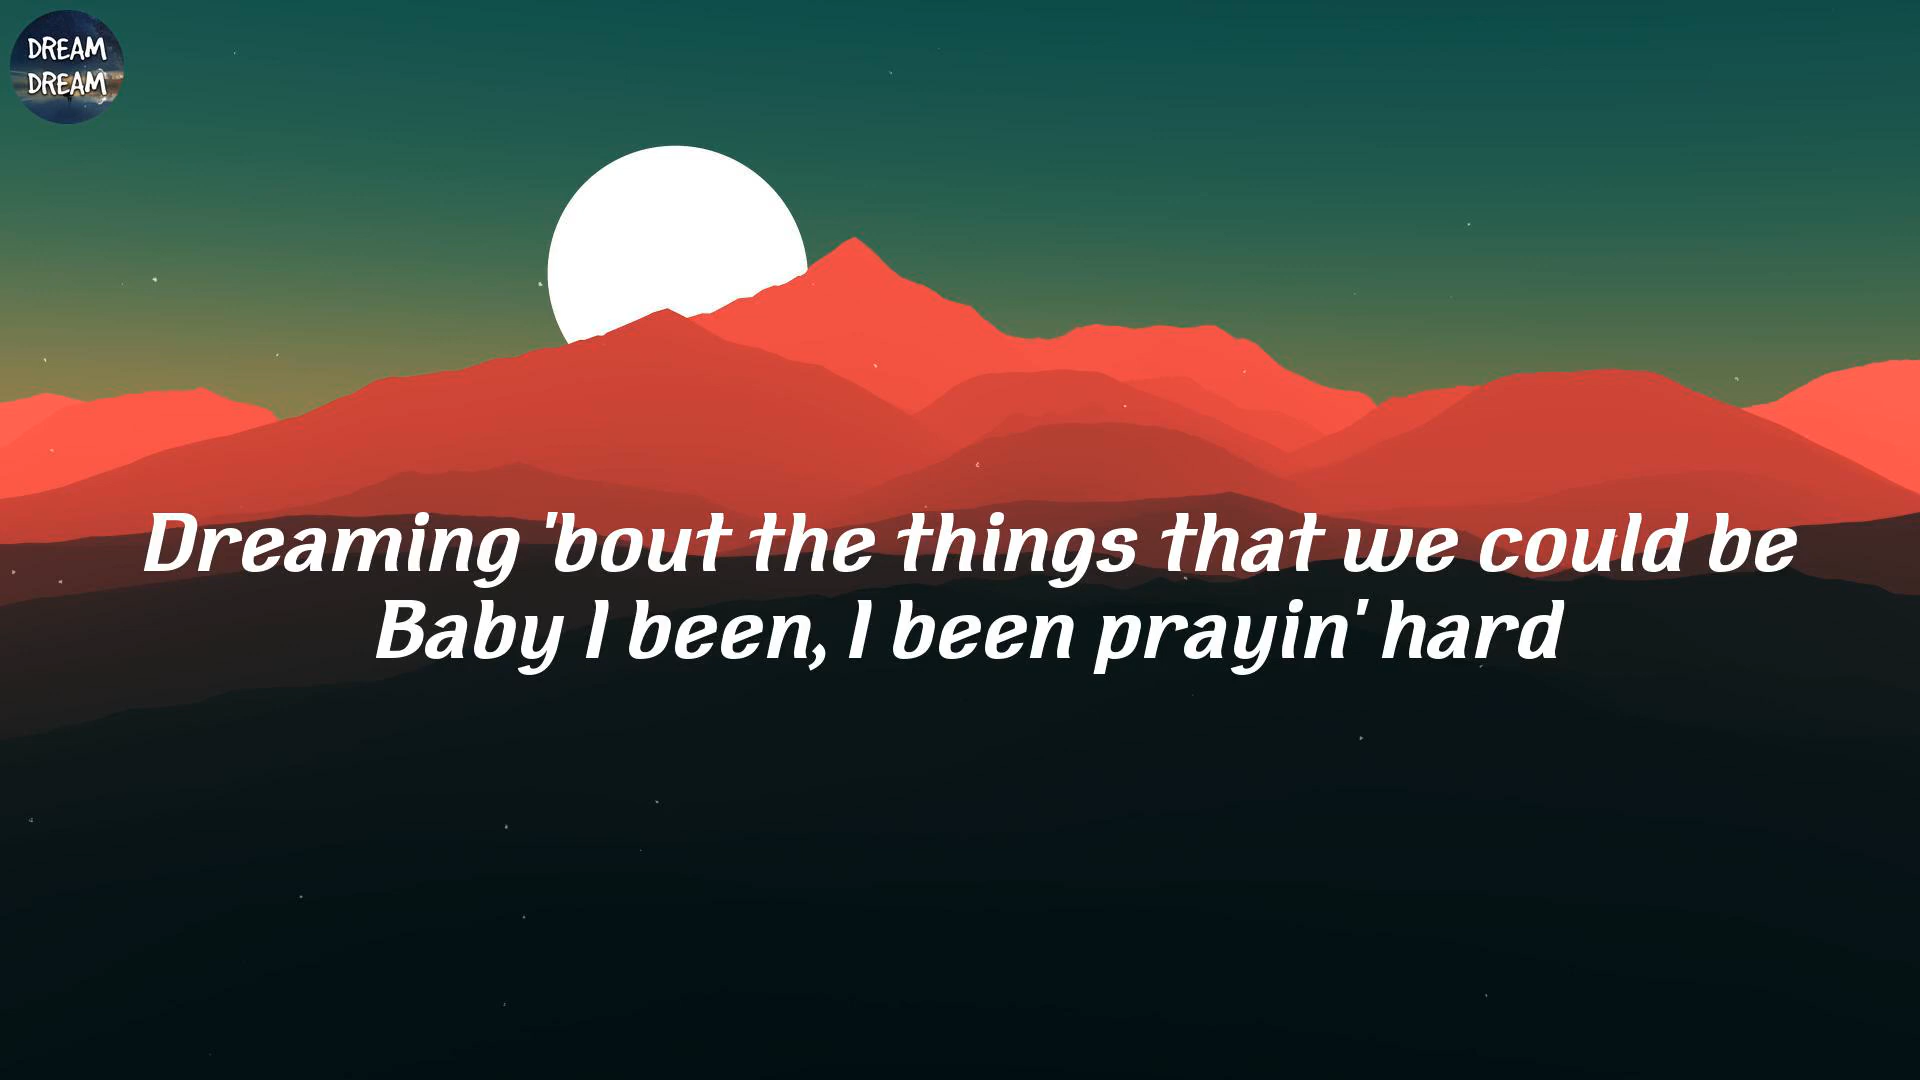 DREAM
DREAM
Dreaming 'bout the things that we could be
Baby I been, I been prayin' hard